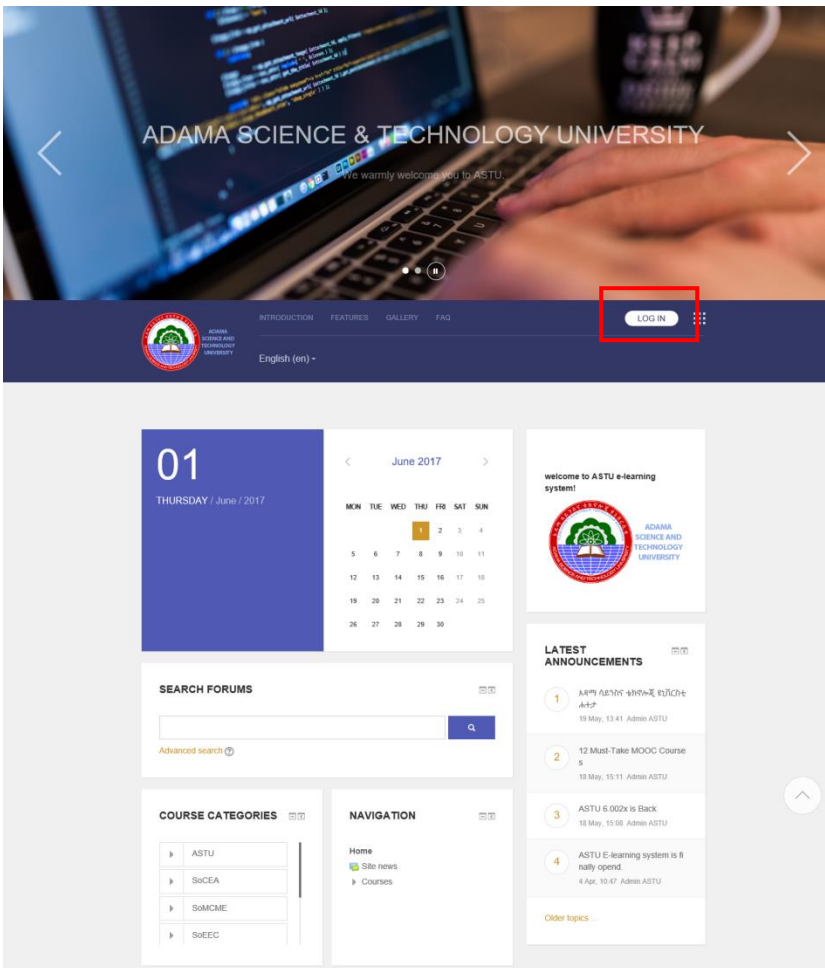 ADAMA SCIENCE & TECHNOLOGY UNIVERSITY
We warmly welcome you to ASTU.
INTRODUCTION FEATURES GALLERY FAQ
LOG IN
ADAMA
SCIENCE AND
TECHNOLOGY
UNIVERSITY
English (en)
01
THURSDAY / June / 2017
June 2017
MON TUE WED THU FRI SAT SUN
1 2 3 4
5 6 7 8 9 10 11
12 13 14 15 16 17 18
19 20 21 22 23 24 25
26 27 28 29 30
welcome to ASTU e-learning
system!
ADAMA
SCIENCE AND
TECHNOLOGY
UNIVERSITY
SEARCH FORUMS
Advanced search
COURSE CATEGORIES
ASTU
SoCEA
SoMCME
SoEEC
NAVIGATION
Home
Site news
Courses
LATEST
ANNOUNCEMENTS
1 አዳማ ሳይንስና ቴክኖሎጂ ዩኒቨርስቲ
19 May, 13:41 Admin ASTU
2 12 Must-Take MOOC Course
s
18 May, 15:11 Admin ASTU
3 ASTU 6.002x is Back
18 May, 15:08 Admin ASTU
4 ASTU E-learning system is fi
nally opend.
4 Apr, 10:47 Admin ASTU
Older topics ...